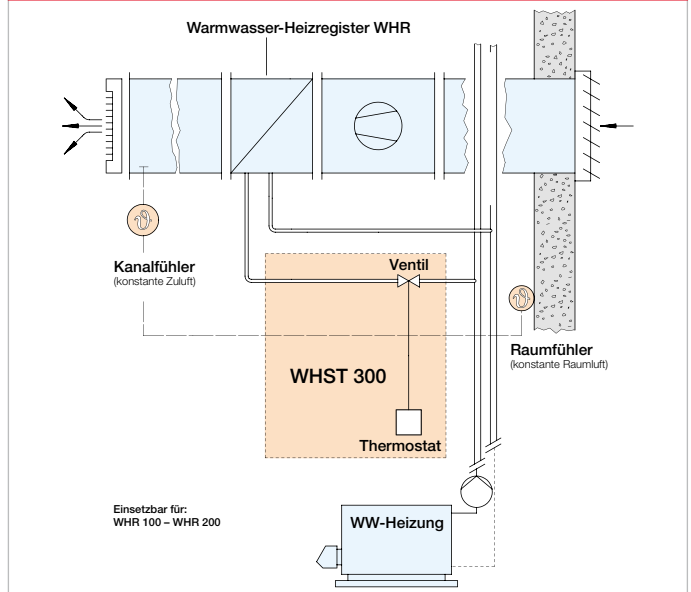 Warmwasser-Heizregister WHR
Kanalfühler
(konstante Zuluft)
Ventil
Raumfühler
(konstante Raumluft)
WHST 300
Thermostat
Einsetzbar für:
WHR 100 – WHR 200
WW-Heizung